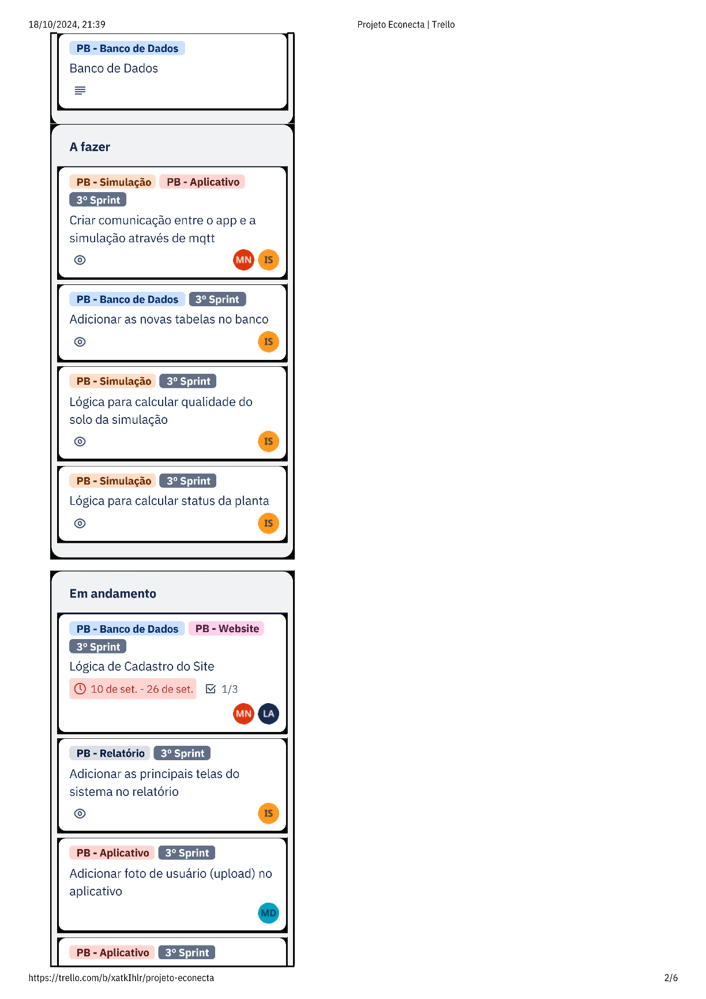 18/10/2024, 21:39 Projeto Econecta | Trello
PB - Banco de Dados
Banco de Dados
A fazer
PB - Simulação PB - Aplicativo
3º Sprint
Criar comunicação entre o app e a
simulação através de mqtt
MN IS
PB - Banco de Dados 3º Sprint
Adicionar as novas tabelas no banco
IS
PB - Simulação 3º Sprint
Lógica para calcular qualidade do
solo da simulação
IS
PB - Simulação 3º Sprint
Lógica para calcular status da planta
IS
Em andamento
PB - Banco de Dados PB - Website
3º Sprint
Lógica de Cadastro do Site
10 de set. - 26 de set. 1/3
MN LA
PB - Relatório 3º Sprint
Adicionar as principais telas do
sistema no relatório
IS
PB - Aplicativo 3º Sprint
Adicionar foto de usuário (upload) no
aplicativo
MD
PB - Aplicativo 3º Sprint
https://trello.com/b/xatkIhlr/projeto-econecta 2/6